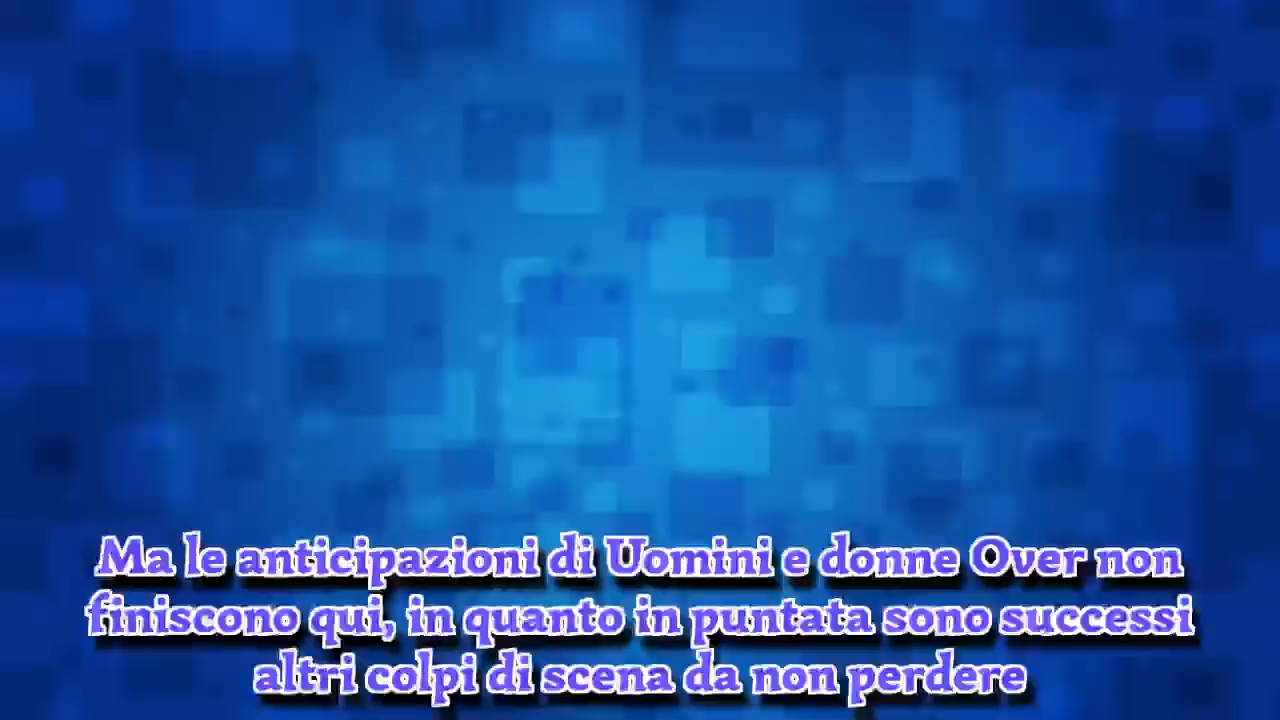 Ma le anticipazioni di Uomini e donne Over non
finiscono qui, in quanto in puntata sono successi
altri colpi di scena da non perdere